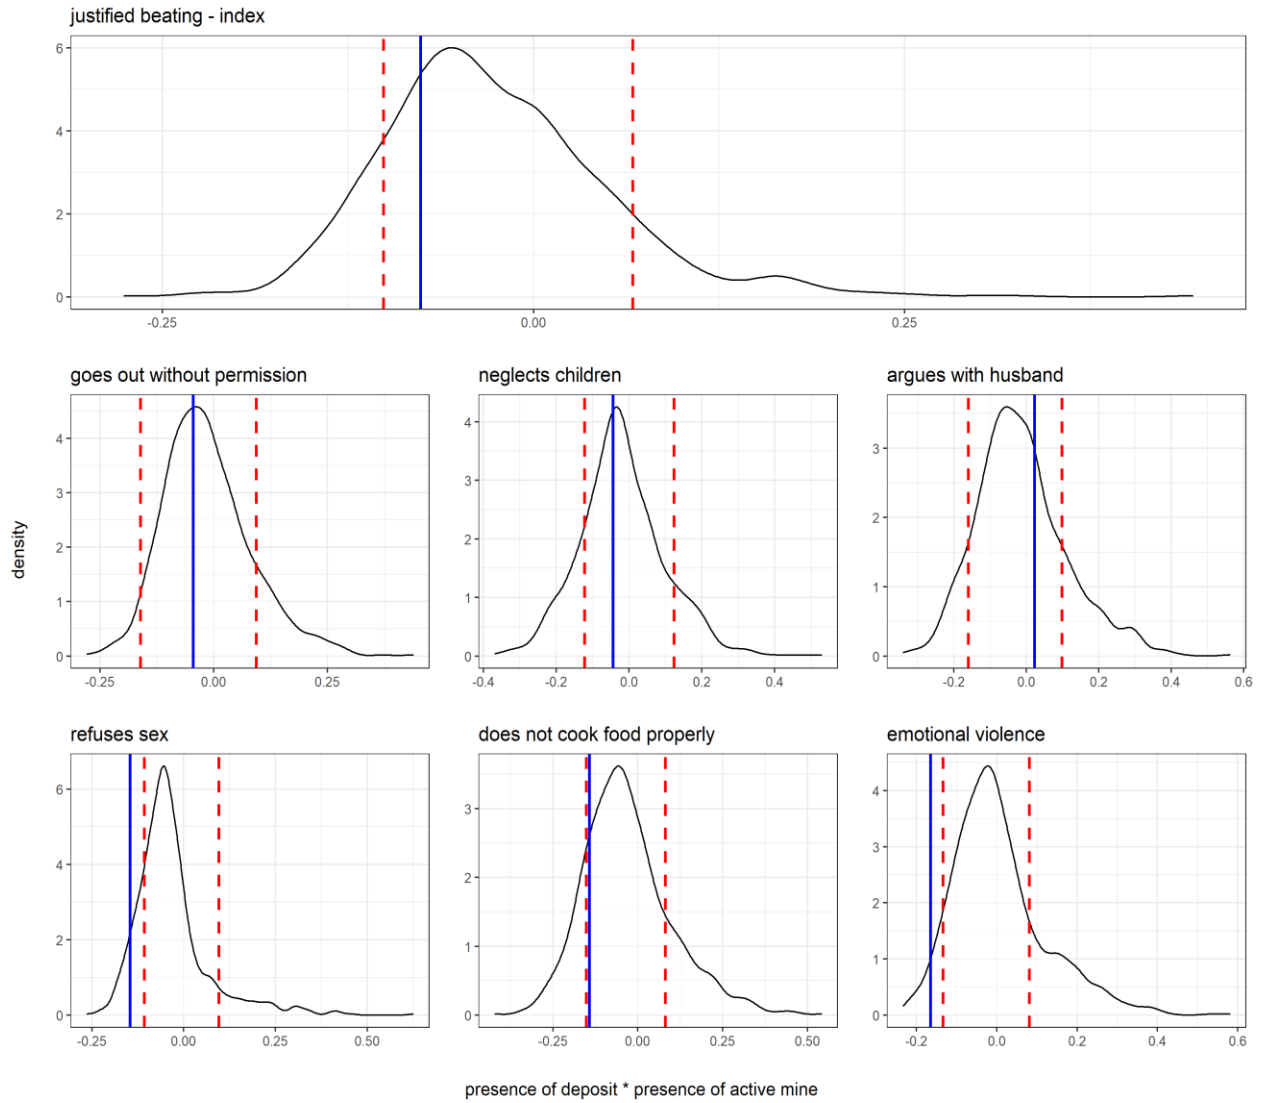 justified beating - index
6
4
2
0
-0.25 0.00 0.25
goes out without permission neglects children argues with husband
4
3
2
1
0
-0.25 0.00 0.25
4
3
2
1
0
-0.4 -0.2 0.0 0.2 0.4
3
2
1
0
-0.2 0.0 0.2 0.4 0.6
density
refuses sex does not cook food properly emotional violence
6
4
2
0
-0.25 0.00 0.25 0.50
3
2
1
0
-0.25 0.00 0.25 0.50
4
3
2
1
0
-0.2 0.0 0.2 0.4 0.6
presence of deposit * presence of active mine